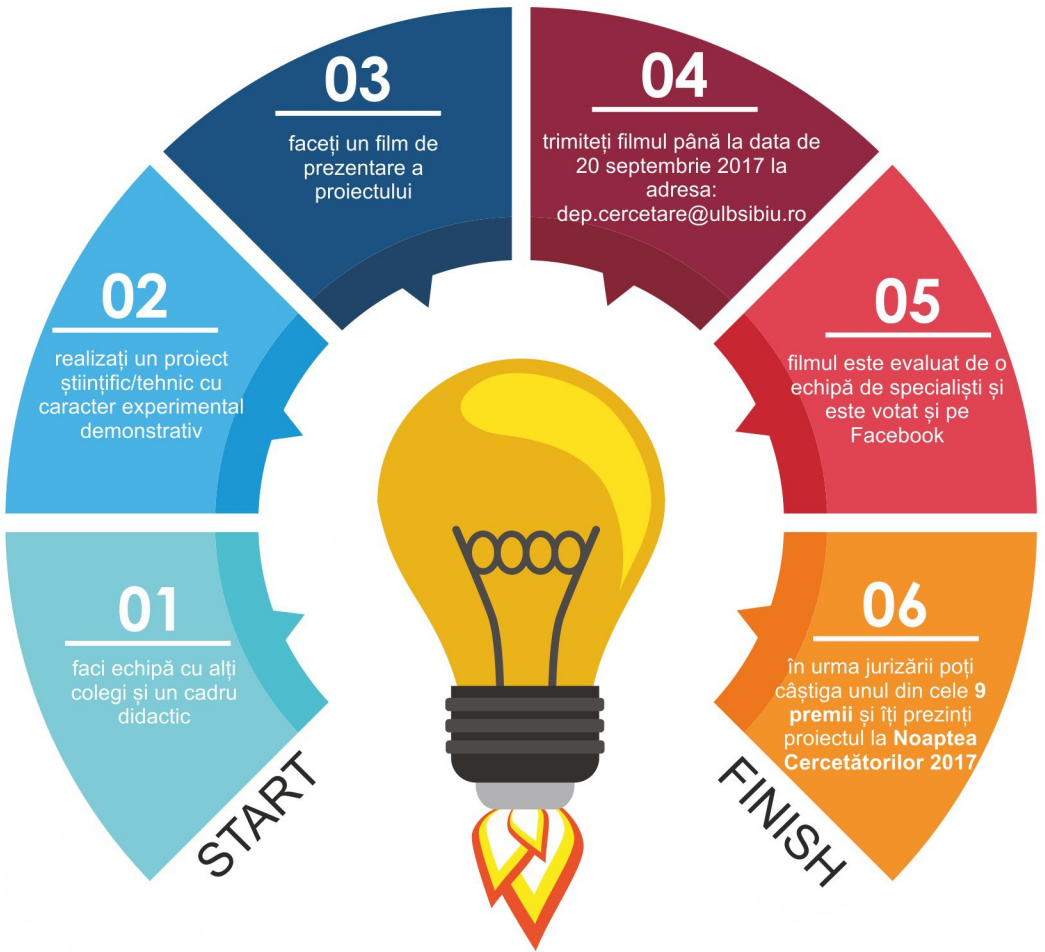 01
faci echipă cu alți
colegi și un cadru
didactic
02
realizați un proiect
științific/tehnic cu
caracter experimental
demonstrativ
03
faceți un film de
prezentare a
proiectului
04
trimiteți filmul până la data de
20 septembrie 2017 la
adresa:
dep.cercetare@ulbsibiu.ro
05
filmul este evaluat de o
echipă de specialiști și
este votat și pe
Facebook
06
în urma jurizării poți
câștiga unul din cele 9
premii și îți prezinți
proiectul la Noaptea
Cercetătorilor 2017
START
FINISH